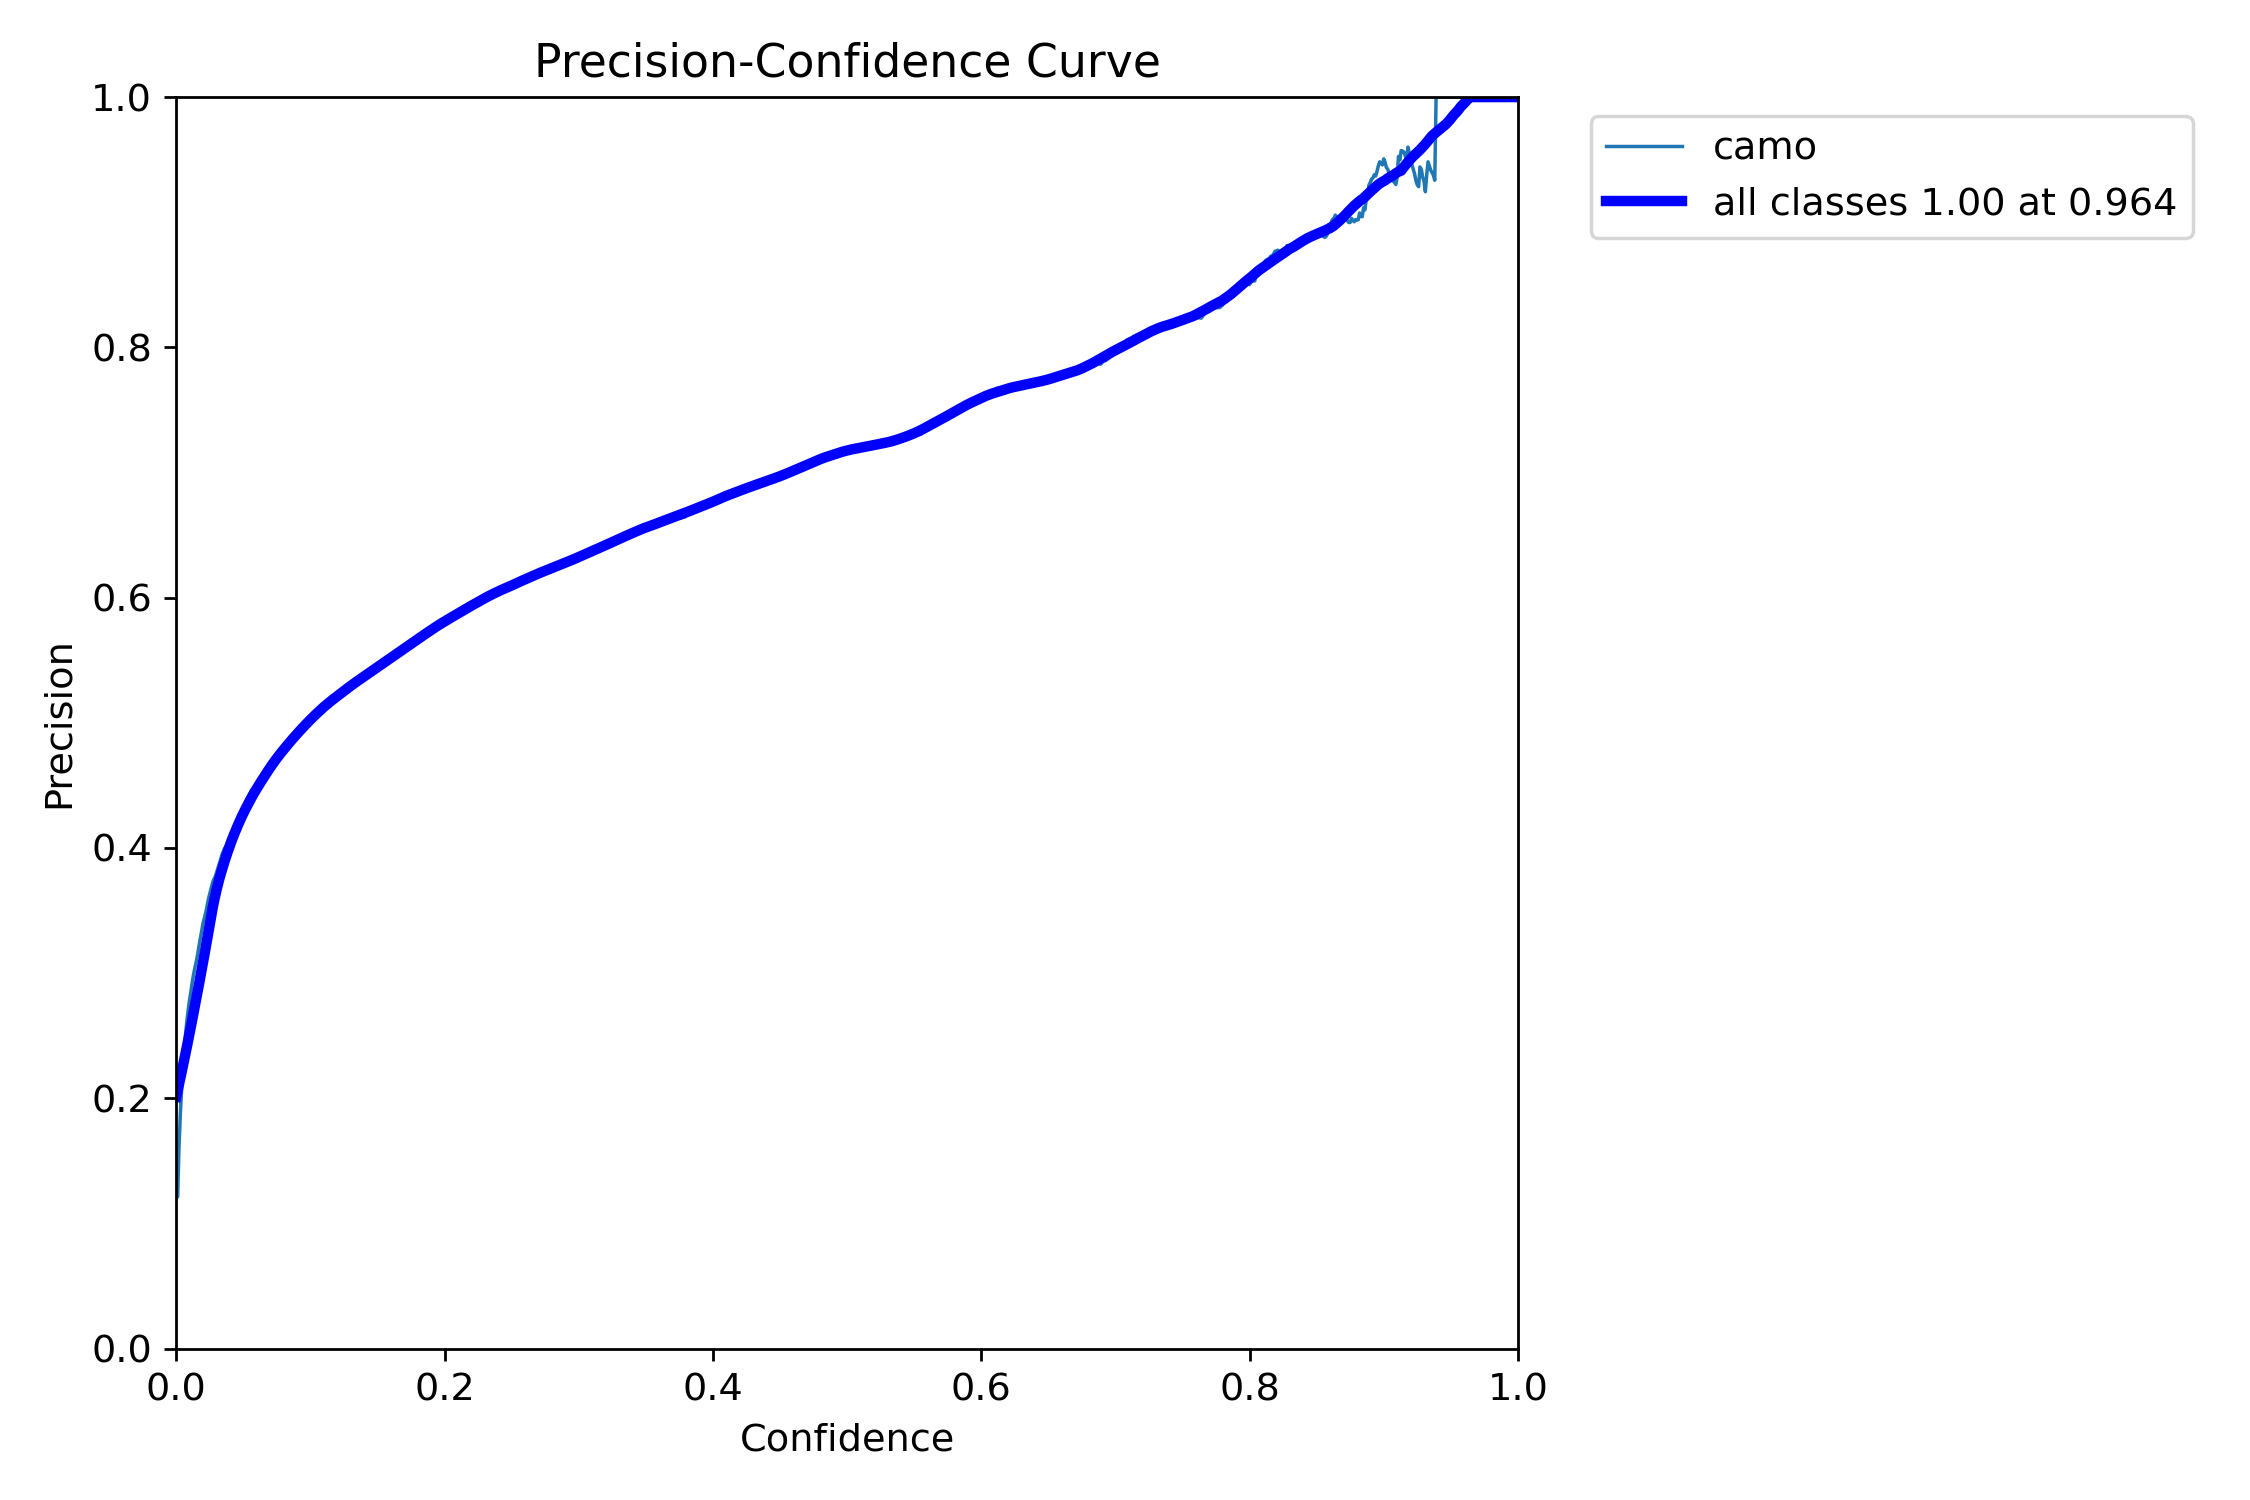 Precision-Confidence Curve
camo
all classes 1.00 at 0.964
Precision
1.0
0.8
0.6
0.4
0.2
0.0
0.0 0.2 0.4 0.6 0.8 1.0
Confidence